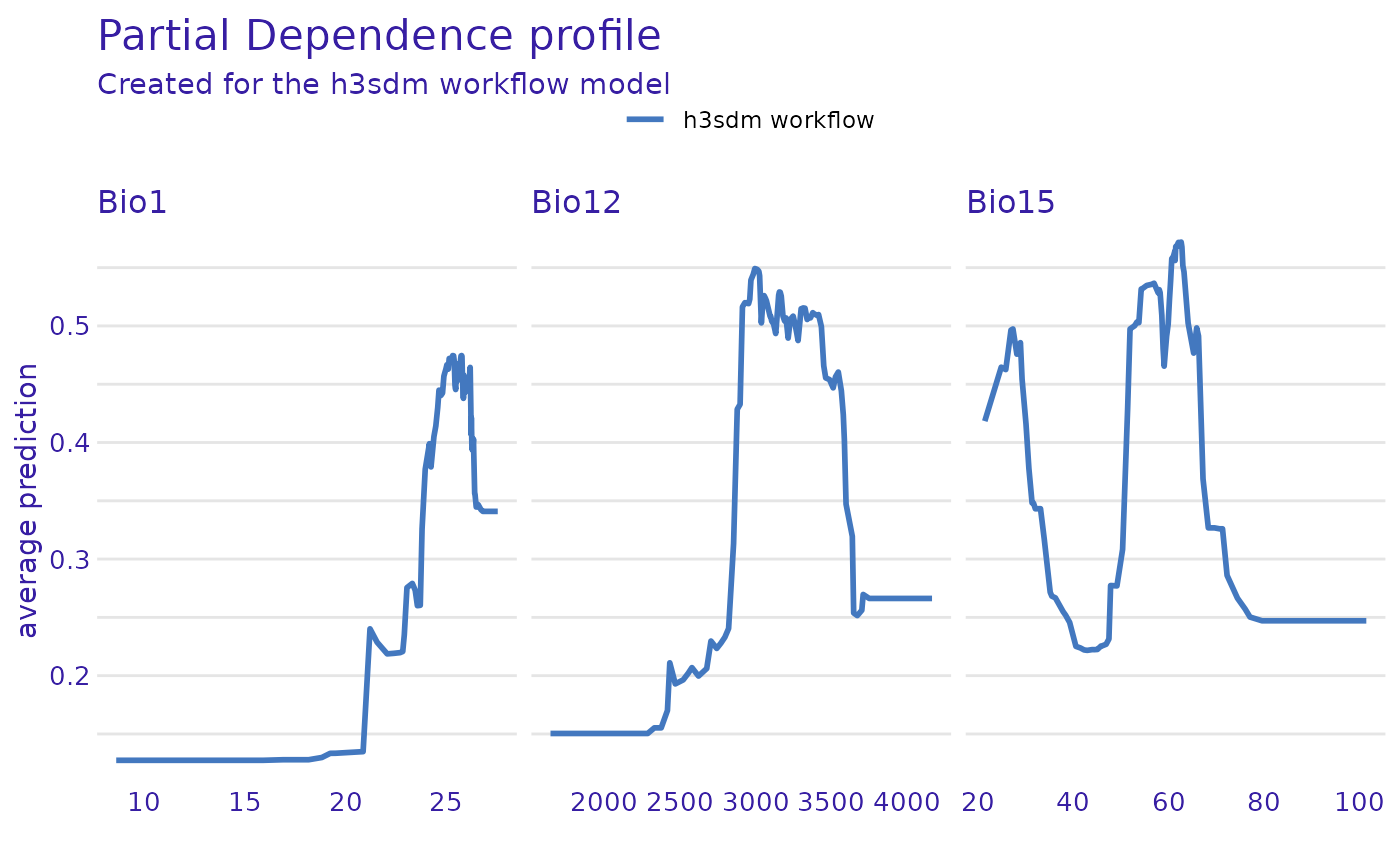 Partial Dependence profile
Created for the h3sdm workflow model
h3sdm workflow
Bio1 Bio12 Bio15
average prediction
0.5
0.4
0.3
0.2
10 15 20 25 2000 2500 3000 3500 4000 20 40 60 80 100